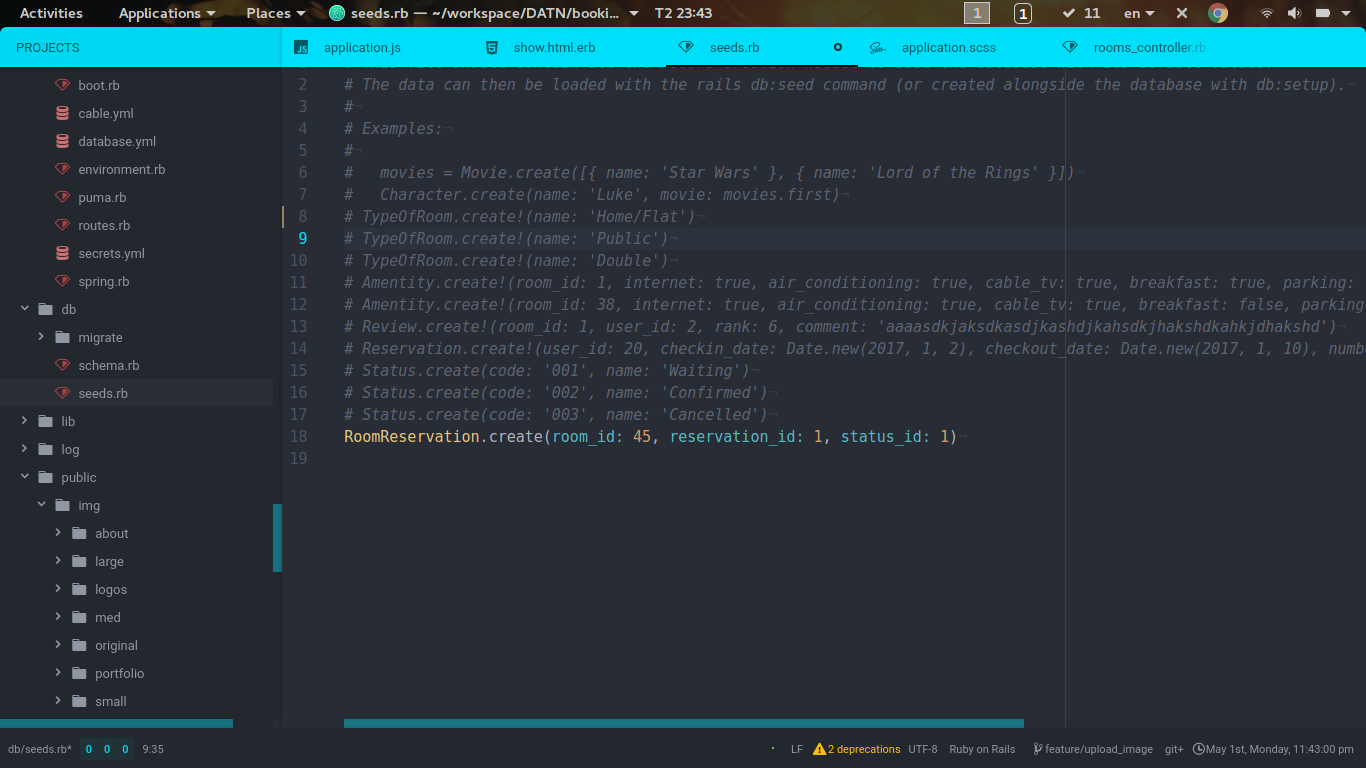 Activities Applications Places seeds.rb — ~/workspace/DATN/booki... T2 23:43 1 1 11 en
PROJECTS
application.js show.html.erb seeds.rb application.scss rooms_controller.rb
boot.rb
cable.yml
database.yml
environment.rb
puma.rb
routes.rb
secrets.yml
spring.rb
db
migrate
schema.rb
seeds.rb
lib
log
public
img
about
large
logos
med
original
portfolio
small
2 # The data can then be loaded with the rails db:seed command (or created alongside the database with db:setup).¬
3 #¬
4 # Examples:¬
5 #¬
6 #   movies = Movie.create([{ name: 'Star Wars' }, { name: 'Lord of the Rings' }])¬
7 #   Character.create(name: 'Luke', movie: movies.first)¬
8 # TypeOfRoom.create!(name: 'Home/Flat')¬
9 # TypeOfRoom.create!(name: 'Public')¬
10 # TypeOfRoom.create!(name: 'Double')¬
11 # Amentity.create!(room_id: 1, internet: true, air_conditioning: true, cable_tv: true, breakfast: true, parking:
12 # Amentity.create!(room_id: 38, internet: true, air_conditioning: true, cable_tv: true, breakfast: false, parking
13 # Review.create!(room_id: 1, user_id: 2, rank: 6, comment: 'aaaasdkjaksdkasdjkashdjkahsdkjhakshdkahkjdhakshd')¬
14 # Reservation.create!(user_id: 20, checkin_date: Date.new(2017, 1, 2), checkout_date: Date.new(2017, 1, 10), numb
15 # Status.create(code: '001', name: 'Waiting')¬
16 # Status.create(code: '002', name: 'Confirmed')¬
17 # Status.create(code: '003', name: 'Cancelled')¬
18 RoomReservation.create(room_id: 45, reservation_id: 1, status_id: 1)¬
19
db/seeds.rb* 0 0 0 9:35 LF 2 deprecations UTF-8 Ruby on Rails feature/upload_image git+ May 1st, Monday, 11:43:00 pm